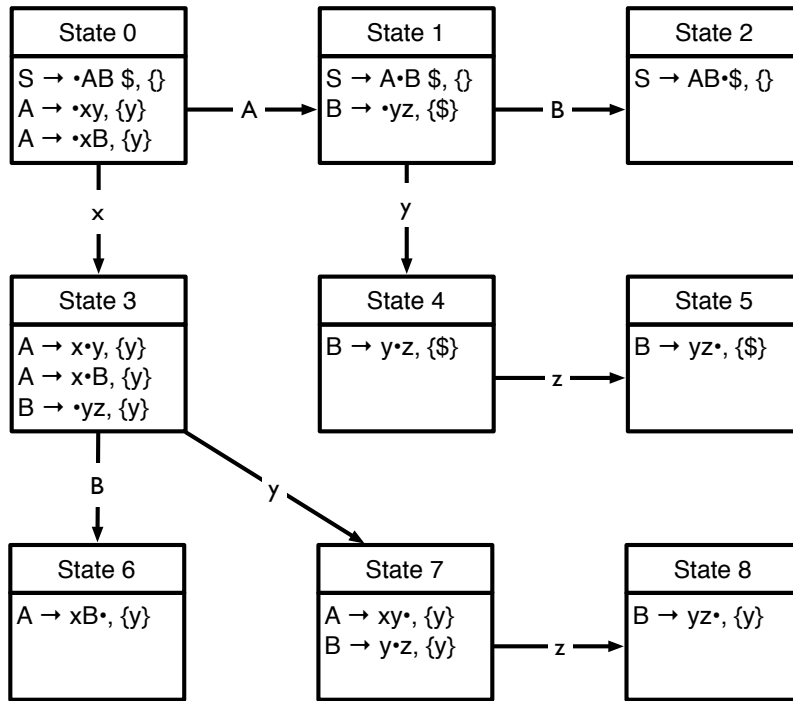 State 0
S → •AB $, {}
A → •xy, {y}
A → •xB, {y}
A
State 1
S → A•B $, {}
B → •yz, {$}
B
State 2
S → AB•$, {}
x
y
State 3
A → x•y, {y}
A → x•B, {y}
B → •yz, {y}
State 4
B → y•z, {$}
z
State 5
B → yz•, {$}
B
y
State 6
A → xB•, {y}
State 7
A → xy•, {y}
B → y•z, {y}
z
State 8
B → yz•, {y}